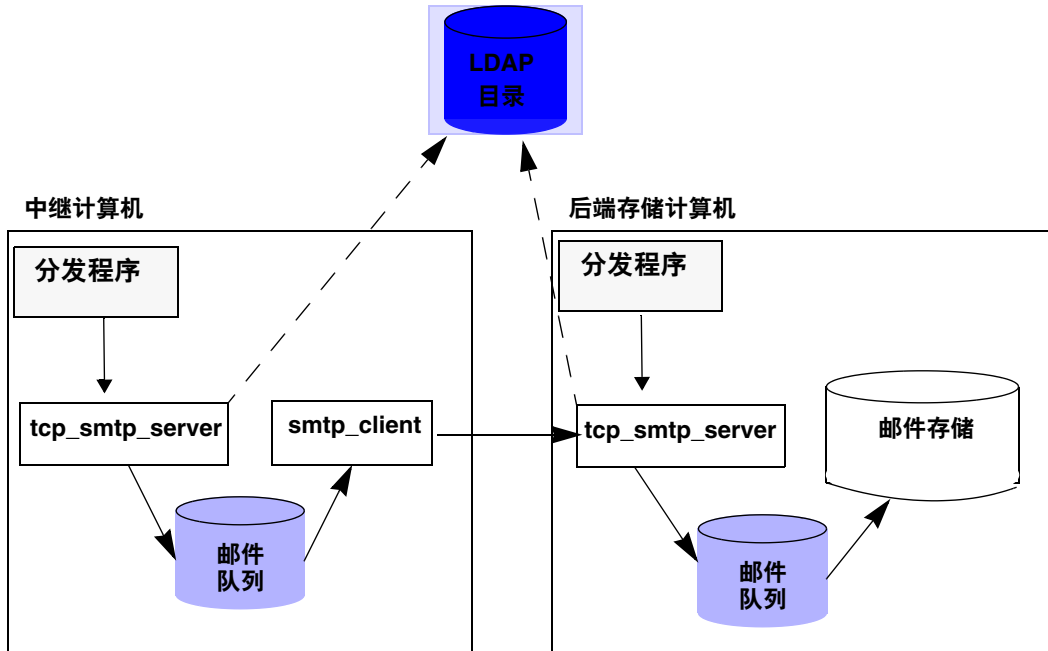 LDAP
目录
中继计算机
后端存储计算机
分发程序
分发程序
tcp_smtp_server
smtp_client
tcp_smtp_server
邮件存储
邮件
队列
邮件
队列